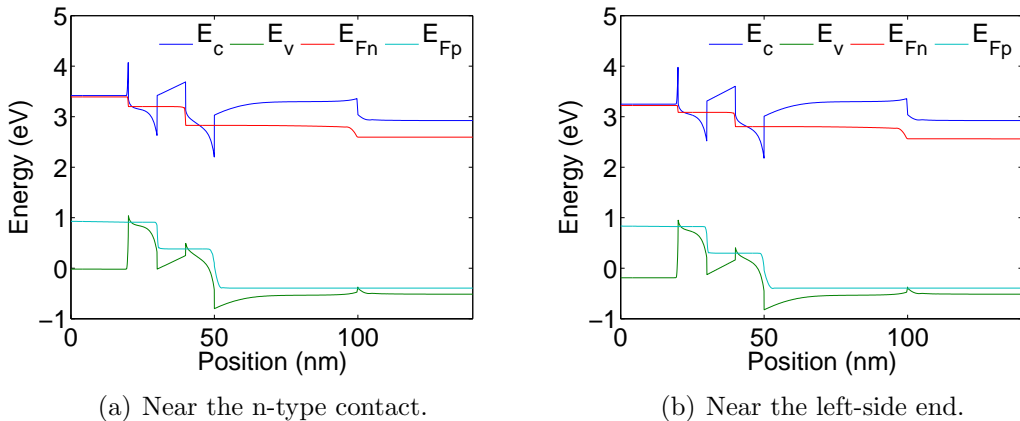 5
4
3
2
1
0
−1
0 50 100
Energy (eV)
Position (nm)
E_c E_v E_Fn E_Fp
(a) Near the n-type contact.
5
4
3
2
1
0
−1
0 50 100
Energy (eV)
Position (nm)
E_c E_v E_Fn E_Fp
(b) Near the left-side end.